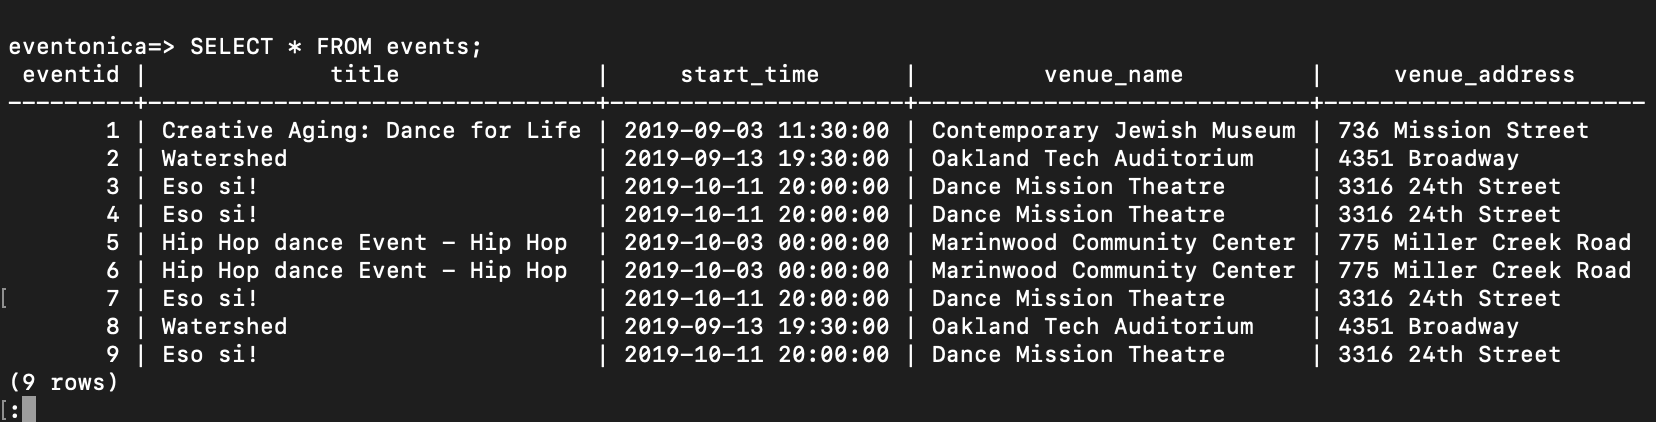 eventonica=> SELECT * FROM events;
 eventid |             title              |     start_time      |         venue_name         |     venue_address
---------+--------------------------------+---------------------+----------------------------+-----------------------
       1 | Creative Aging: Dance for Life | 2019-09-03 11:30:00 | Contemporary Jewish Museum | 736 Mission Street
       2 | Watershed                      | 2019-09-13 19:30:00 | Oakland Tech Auditorium    | 4351 Broadway
       3 | Eso si!                        | 2019-10-11 20:00:00 | Dance Mission Theatre      | 3316 24th Street
       4 | Eso si!                        | 2019-10-11 20:00:00 | Dance Mission Theatre      | 3316 24th Street
       5 | Hip Hop dance Event - Hip Hop  | 2019-10-03 00:00:00 | Marinwood Community Center | 775 Miller Creek Road
       6 | Hip Hop dance Event - Hip Hop  | 2019-10-03 00:00:00 | Marinwood Community Center | 775 Miller Creek Road
[      7 | Eso si!                        | 2019-10-11 20:00:00 | Dance Mission Theatre      | 3316 24th Street
       8 | Watershed                      | 2019-09-13 19:30:00 | Oakland Tech Auditorium    | 4351 Broadway
       9 | Eso si!                        | 2019-10-11 20:00:00 | Dance Mission Theatre      | 3316 24th Street
(9 rows)
[: